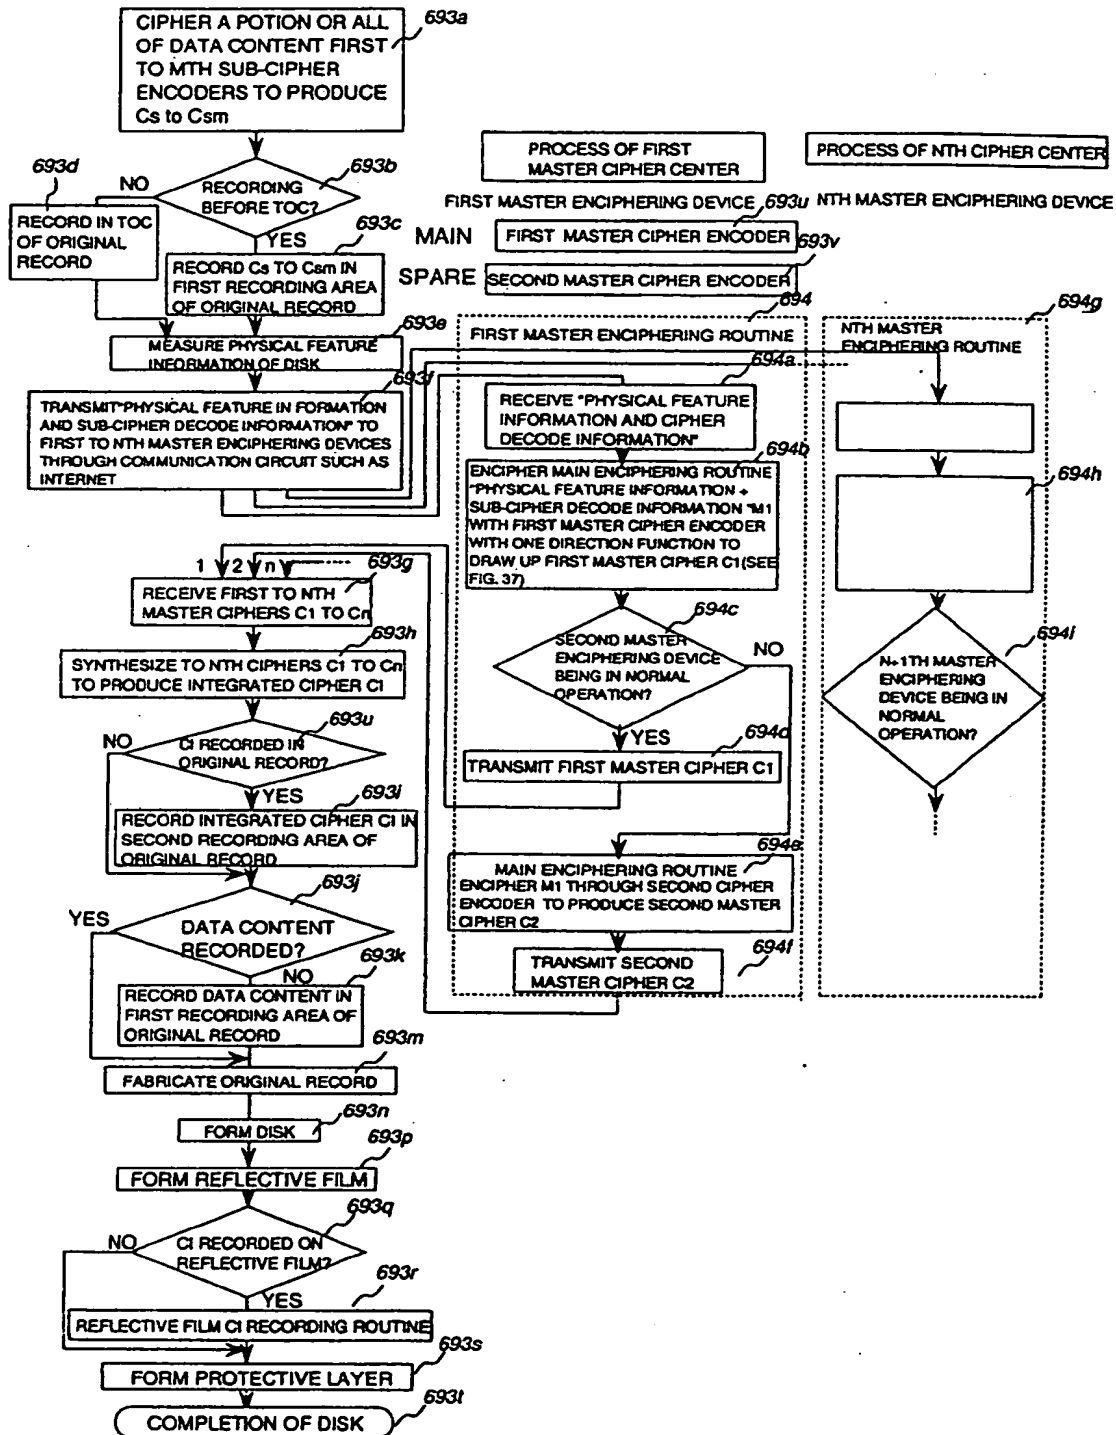 CIPHER A POTION OR ALL
OF DATA CONTENT FIRST
TO MTH SUB-CIPHER
ENCODERS TO PRODUCE
Cs to Csm
693a
693b
RECORDING
BEFORE TOC?
NO
YES
693d
RECORD IN TOC
OF ORIGINAL
RECORD
693c
RECORD Cs TO Csm IN
FIRST RECORDING AREA
OF ORIGINAL RECORD
693e
MEASURE PHYSICAL FEATURE
INFORMATION OF DISK
693f
TRANSMIT"PHYSICAL FEATURE IN FORMATION
AND SUB-CIPHER DECODE INFORMATION" TO
FIRST TO NTH MASTER ENCIPHERING DEVICES
THROUGH COMMUNICATION CIRCUIT SUCH AS
INTERNET
1 2 n
693g
RECEIVE FIRST TO NTH
MASTER CIPHERS C1 TO Cn
693h
SYNTHESIZE TO NTH CIPHERS C1 TO Cn
TO PRODUCE INTEGRATED CIPHER CI
693u
CI RECORDED IN
ORIGINAL RECORD?
NO
YES
693i
RECORD INTEGRATED CIPHER CI IN
SECOND RECORDING AREA OF
ORIGINAL RECORD
693j
DATA CONTENT
RECORDED?
YES
NO
693k
RECORD DATA CONTENT IN
FIRST RECORDING AREA OF
ORIGINAL RECORD
693m
FABRICATE ORIGINAL RECORD
693n
FORM DISK
693p
FORM REFLECTIVE FILM
693q
CI RECORDED ON
REFLECTIVE FILM?
NO
YES
693r
REFLECTIVE FILM CI RECORDING ROUTINE
693s
FORM PROTECTIVE LAYER
693t
COMPLETION OF DISK
PROCESS OF FIRST
MASTER CIPHER CENTER
FIRST MASTER ENCIPHERING DEVICE
693u
MAIN
FIRST MASTER CIPHER ENCODER
693v
SPARE
SECOND MASTER CIPHER ENCODER
694
FIRST MASTER ENCIPHERING ROUTINE
694a
RECEIVE "PHYSICAL FEATURE
INFORMATION AND CIPHER
DECODE INFORMATION"
694b
ENCIPHER MAIN ENCIPHERING ROUTINE
"PHYSICAL FEATURE INFORMATION +
SUB-CIPHER DECODE INFORMATION "M1
WITH FIRST MASTER CIPHER ENCODER
WITH ONE DIRECTION FUNCTION TO
DRAW UP FIRST MASTER CIPHER C1(SEE
FIG. 37)
694c
SECOND MASTER
ENCIPHERING DEVICE
BEING IN NORMAL
OPERATION?
NO
YES
694d
TRANSMIT FIRST MASTER CIPHER C1
694e
MAIN ENCIPHERING ROUTINE
ENCIPHER M1 THROUGH SECOND CIPHER
ENCODER TO PRODUCE SECOND MASTER
CIPHER C2
694f
TRANSMIT SECOND
MASTER CIPHER C2
PROCESS OF NTH CIPHER CENTER
NTH MASTER ENCIPHERING DEVICE
694g
NTH MASTER
ENCIPHERING ROUTINE
694h
694i
N+1TH MASTER
ENCIPHERING
DEVICE BEING IN
NORMAL
OPERATION?